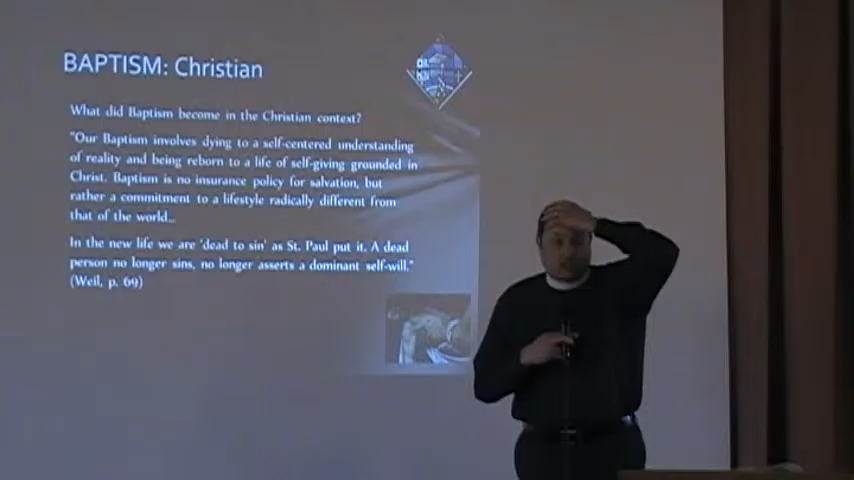 BAPTISM: Christian
What did Baptism become in the Christian context?
"Our Baptism involves dying to a self-centered understanding
of reality and being reborn to a life of self-giving grounded in
Christ. Baptism is no insurance policy for salvation, but
rather a commitment to a lifestyle radically different from
that of the world...
In the new life we are 'dead to sin' as St. Paul put it. A dead
person no longer sins, no longer asserts a dominant self-will."
(Weil, p. 69)